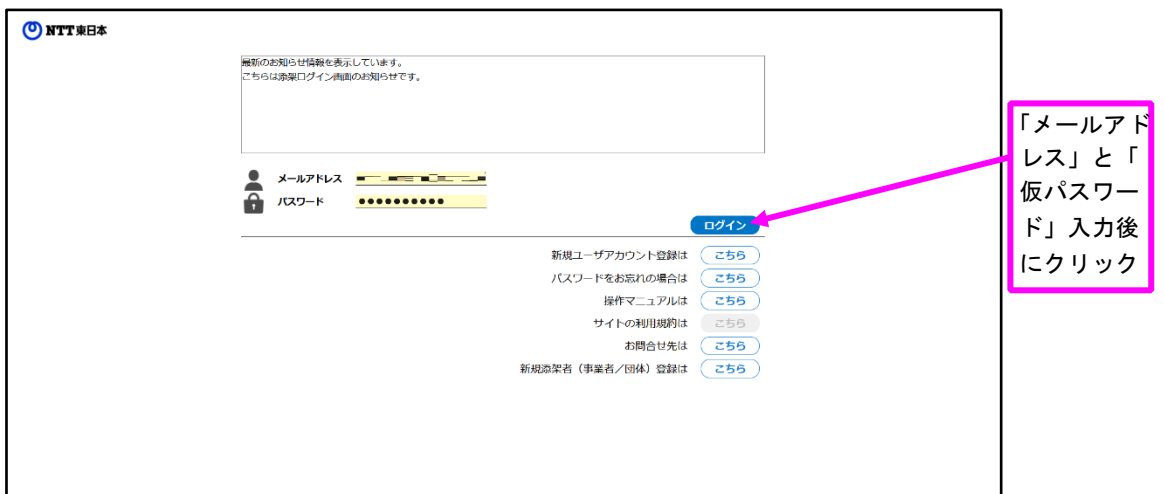 NTT東日本
最新のお知らせ情報を表示しています。
こちらは添架ログイン画面のお知らせです。
メールアドレス
パスワード ●●●●●●●●●●
ログイン
新規ユーザアカウント登録は こちら
パスワードをお忘れの場合は こちら
操作マニュアルは こちら
サイトの利用規約は こちら
お問合せ先は こちら
新規添架者（事業者／団体）登録は こちら
「メールアド
レス」と「
仮パスワー
ド」入力後
にクリック